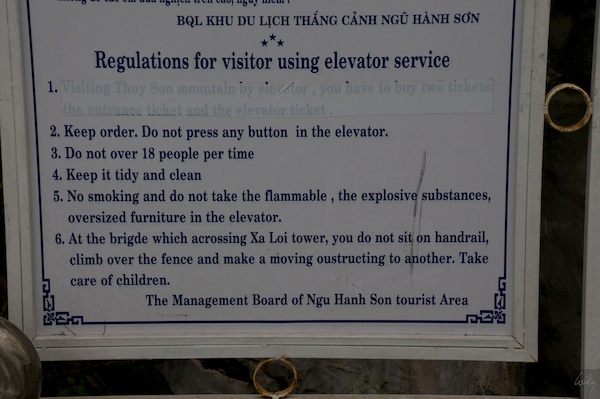 BQL KHU DU LỊCH THẮNG CẢNH NGŨ HÀNH SƠN
Regulations for visitor using elevator service
1. Visiting Thuy Son mountain by elevator , you have to buy two tickets:
the entrance ticket and the elevator ticket .
2. Keep order. Do not press any button in the elevator.
3. Do not over 18 people per time
4. Keep it tidy and clean
5. No smoking and do not take the flammable , the explosive substances,
oversized furniture in the elevator.
6. At the brigde which acrossing Xa Loi tower, you do not sit on handrail,
climb over the fence and make a moving oustructing to another. Take
care of children.
The Management Board of Ngu Hanh Son tourist Area